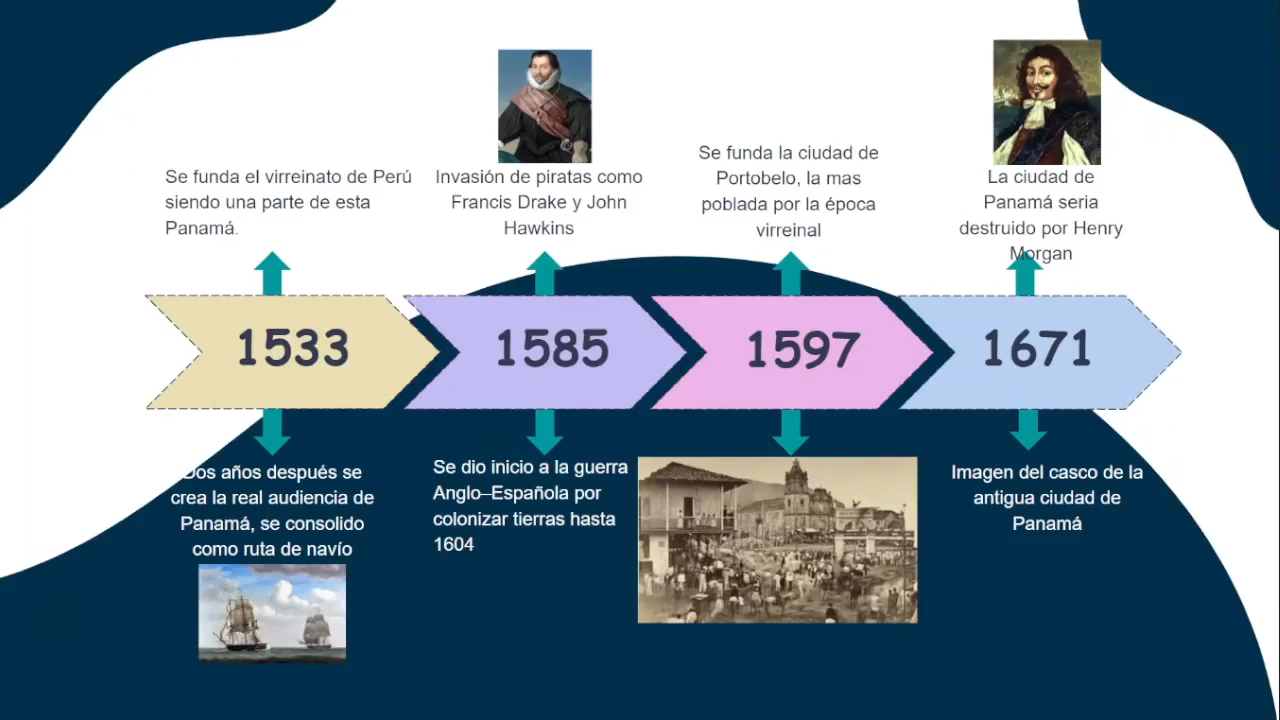 Se funda el virreinato de Perú
siendo una parte de esta
Panamá.
Invasión de piratas como
Francis Drake y John
Hawkins
Se funda la ciudad de
Portobelo, la mas
poblada por la época
virreinal
La ciudad de
Panamá seria
destruido por Henry
Morgan
1533
1585
1597
1671
Dos años después se
crea la real audiencia de
Panamá, se consolido
como ruta de navío
Se dio inicio a la guerra
Anglo–Española por
colonizar tierras hasta
1604
Imagen del casco de la
antigua ciudad de
Panamá